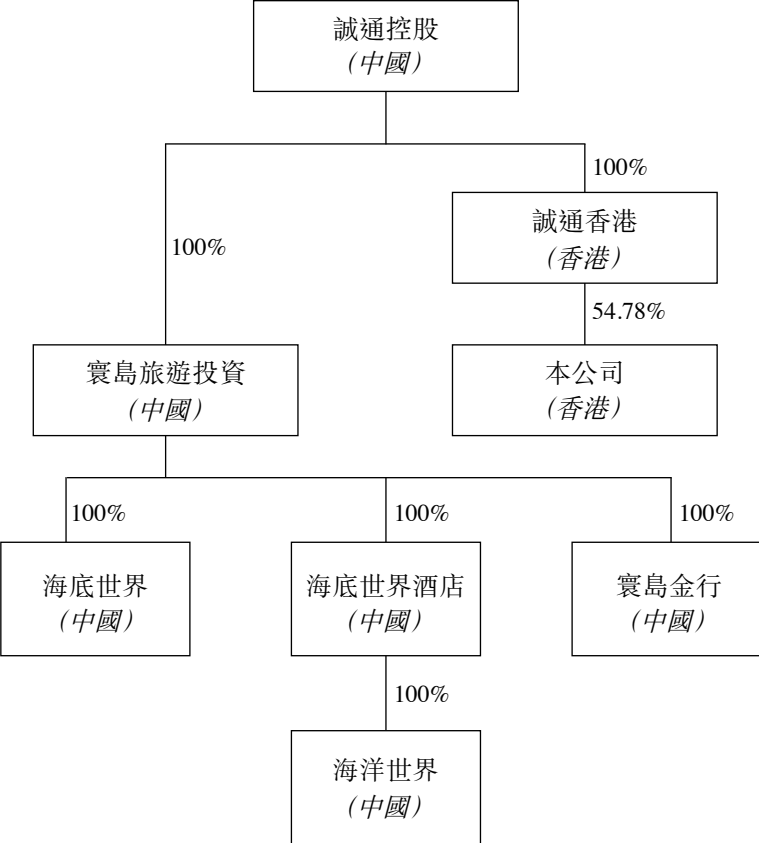 誠通控股
（中國）
100%
誠通香港
（香港）
100%
54.78%
寰島旅遊投資
（中國）
本公司
（香港）
100%
100%
100%
海底世界
（中國）
海底世界酒店
（中國）
寰島金行
（中國）
100%
海洋世界
（中國）